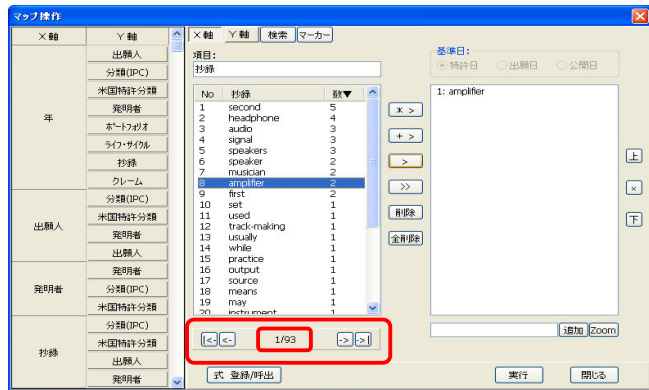 マップ操作
X軸 Y軸
年
出願人
分類(IPC)
米国特許分類
発明者
ポートフォリオ
ライフ・サイクル
抄録
クレーム
出願人
分類(IPC)
米国特許分類
発明者
出願人
発明者
発明者
分類(IPC)
米国特許分類
抄録
分類(IPC)
米国特許分類
出願人
発明者
X軸 Y軸 検索 マーカー
項目:
抄録
No 抄録 数▼
1 second 5
2 headphone 4
3 audio 3
4 signal 3
5 speakers 3
6 speaker 2
7 musician 2
8 amplifier 2
9 first 2
10 set 1
11 used 1
12 track-making 1
13 usually 1
14 while 1
15 practice 1
16 output 1
17 source 1
18 means 1
19 may 1
20 instrument 1
|<- <- 1/93 -> ->|
式 登録/呼出
* >
+ >
>
>>
削除
全削除
基準日:
特許日 出願日 公開日
1: amplifier
上
×
下
追加 Zoom
実行 閉じる